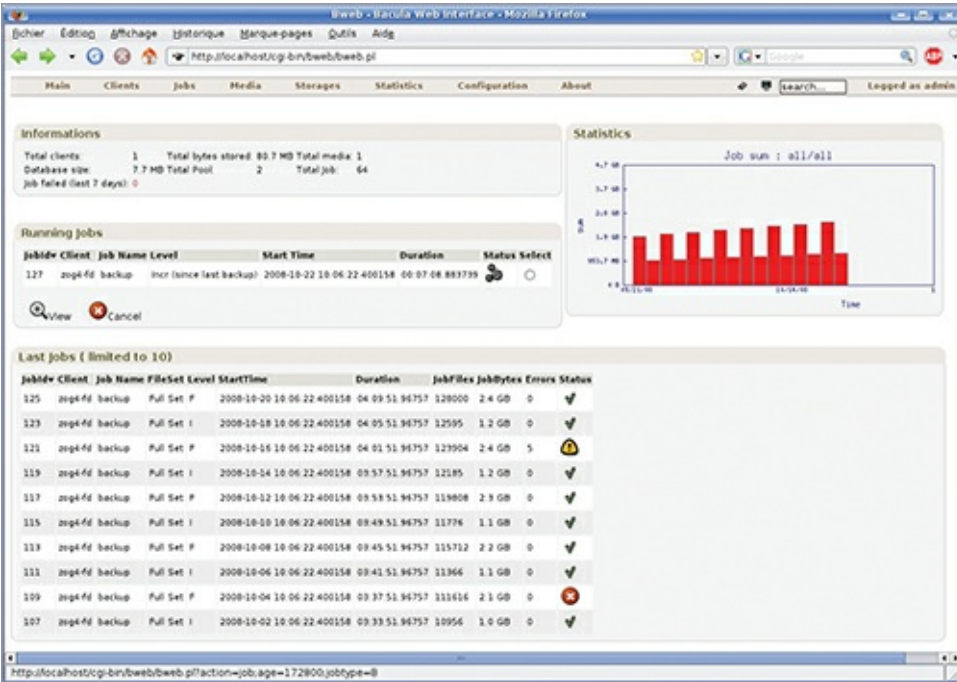 Bweb - Bacula Web Interface - Mozilla Firefox
Fichier Édition Affichage Historique Marque-pages Outils Aide
http://localhost/cgi-bin/bweb/bweb.pl
Google
ABP
Main Clients Jobs Media Storages Statistics Configuration About search... Logged as admin
Informations
Total clients: 1 Total bytes stored: 80.7 MB Total media: 1
Database size: 7.7 MB Total Pool: 2 Total Job: 64
Job failed (last 7 days): 0
Statistics
Job sum : all/all
4.7 GB
3.7 GB
2.8 GB
1.9 GB
SUM
0 B
Time
Running Jobs
JobId Client Job Name Level Start Time Duration Status Select
127 zog4-fd backup Incr (since last backup) 2008-10-22 10:06:22.400158 00:07:08.883739
View Cancel
Last Jobs ( limited to 10)
JobId Client Job Name FileSet Level StartTime Duration JobFiles JobBytes Errors Status
125 zog4-fd backup Full Set F 2008-10-20 10:06:22.400158 04:09:51.96757 128000 2.4 GB 0
123 zog4-fd backup Full Set I 2008-10-18 10:06:22.400158 04:05:51.96757 12595 1.2 GB 0
121 zog4-fd backup Full Set F 2008-10-16 10:06:22.400158 04:01:51.96757 123904 2.4 GB 5
119 zog4-fd backup Full Set I 2008-10-14 10:06:22.400158 03:57:51.96757 12185 1.2 GB 0
117 zog4-fd backup Full Set F 2008-10-12 10:06:22.400158 03:53:51.96757 119808 2.3 GB 0
115 zog4-fd backup Full Set I 2008-10-10 10:06:22.400158 03:49:51.96757 11776 1.1 GB 0
113 zog4-fd backup Full Set F 2008-10-08 10:06:22.400158 03:45:51.96757 115712 2.2 GB 0
111 zog4-fd backup Full Set I 2008-10-06 10:06:22.400158 03:41:51.96757 11366 1.1 GB 0
109 zog4-fd backup Full Set F 2008-10-04 10:06:22.400158 03:37:51.96757 111616 2.1 GB 0
107 zog4-fd backup Full Set I 2008-10-02 10:06:22.400158 03:33:51.96757 10956 1.0 GB 0
http://localhost/cgi-bin/bweb/bweb.pl?action=job;age=172800;jobtype=B